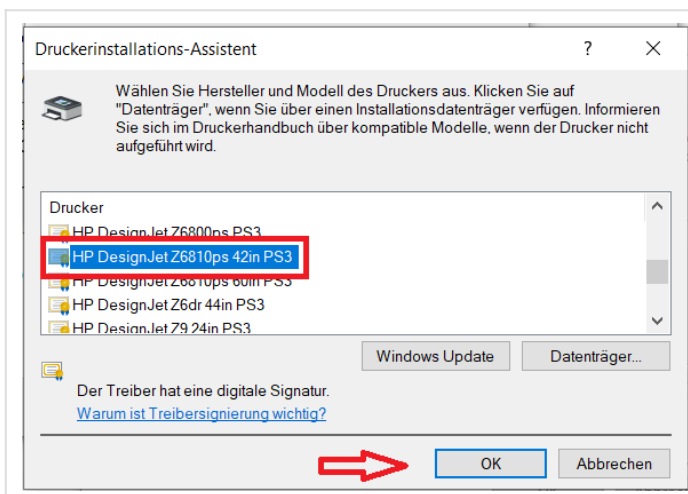 Druckerinstallations-Assistent ?
Wählen Sie Hersteller und Modell des Druckers aus. Klicken Sie auf
"Datenträger", wenn Sie über einen Installationsdatenträger verfügen. Informieren
Sie sich im Druckerhandbuch über kompatible Modelle, wenn der Drucker nicht
aufgeführt wird.
Drucker
HP DesignJet Z6800ps PS3
HP DesignJet Z6810ps 42in PS3
HP DesignJet Z6810ps 60in PS3
HP DesignJet Z6dr 44in PS3
HP DesignJet Z9 24in PS3
Windows Update Datenträger...
Der Treiber hat eine digitale Signatur.
Warum ist Treibersignierung wichtig?
OK Abbrechen